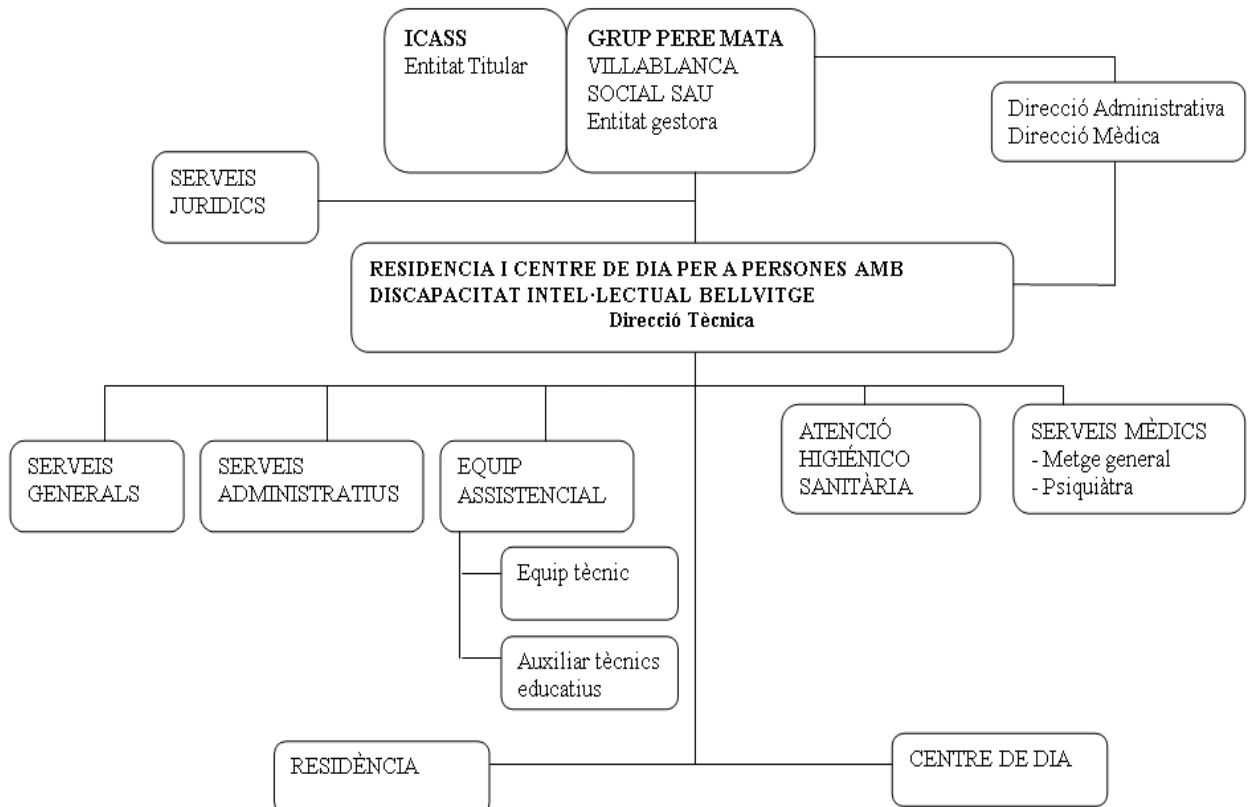 ICASS
Entitat Titular
GRUP PERE MATA
VILLABLANCA
SOCIAL SAU
Entitat gestora
Direcció Administrativa
Direcció Mèdica
SERVEIS
JURIDICS
RESIDENCIA I CENTRE DE DIA PER A PERSONES AMB
DISCAPACITAT INTEL·LECTUAL BELLVITGE
Direcció Tècnica
SERVEIS
GENERALS
SERVEIS
ADMINISTRATIUS
EQUIP
ASSISTENCIAL
ATENCIÓ
HIGIÉNICO
SANITÀRIA
SERVEIS MÈDICS
- Metge general
- Psiquiàtra
Equip tècnic
Auxiliar tècnics
educatius
RESIDÈNCIA
CENTRE DE DIA